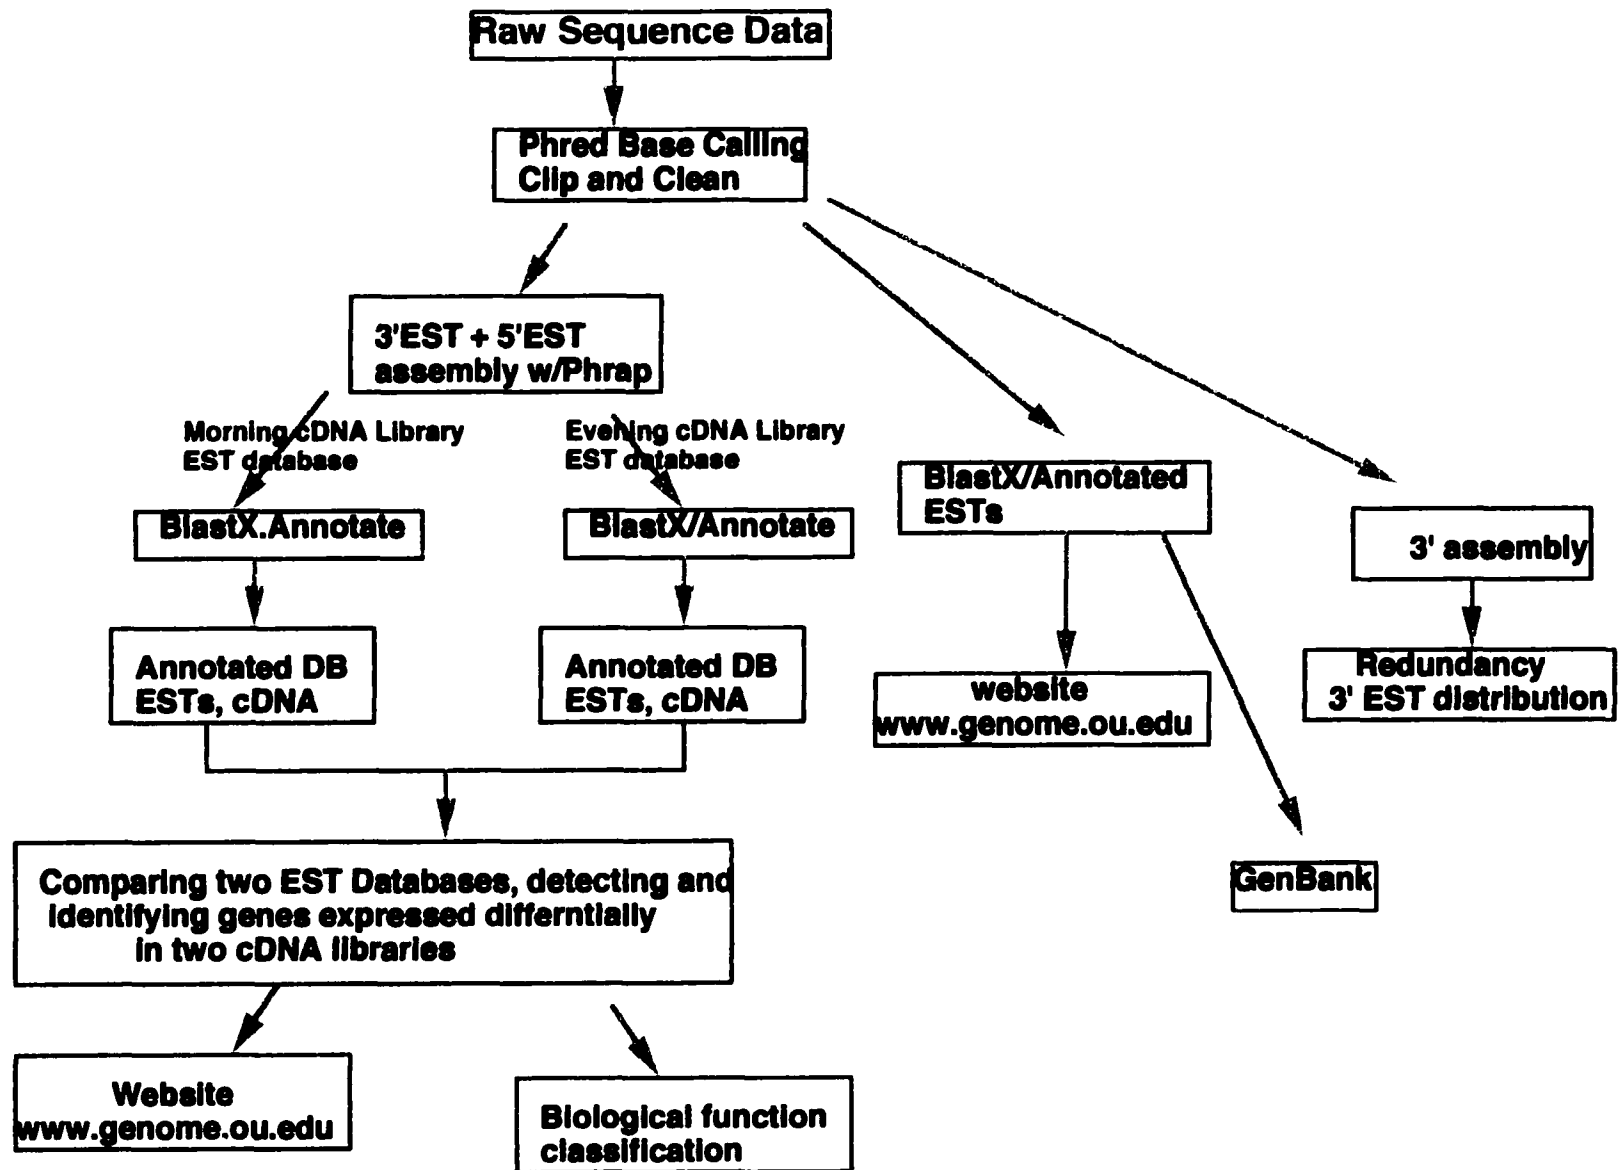 Raw Sequence Data
Phred Base Calling
Clip and Clean
3'EST + 5'EST
assembly w/Phrap
Morning cDNA Library
EST database
Evening cDNA Library
EST database
BlastX.Annotate
BlastX/Annotate
BlastX/Annotated
ESTs
3' assembly
Annotated DB
ESTs, cDNA
Annotated DB
ESTs, cDNA
website
www.genome.ou.edu
Redundancy
3' EST distribution
Comparing two EST Databases, detecting and
identifying genes expressed differntially
in two cDNA libraries
GenBank
Website
www.genome.ou.edu
Biological function
classification